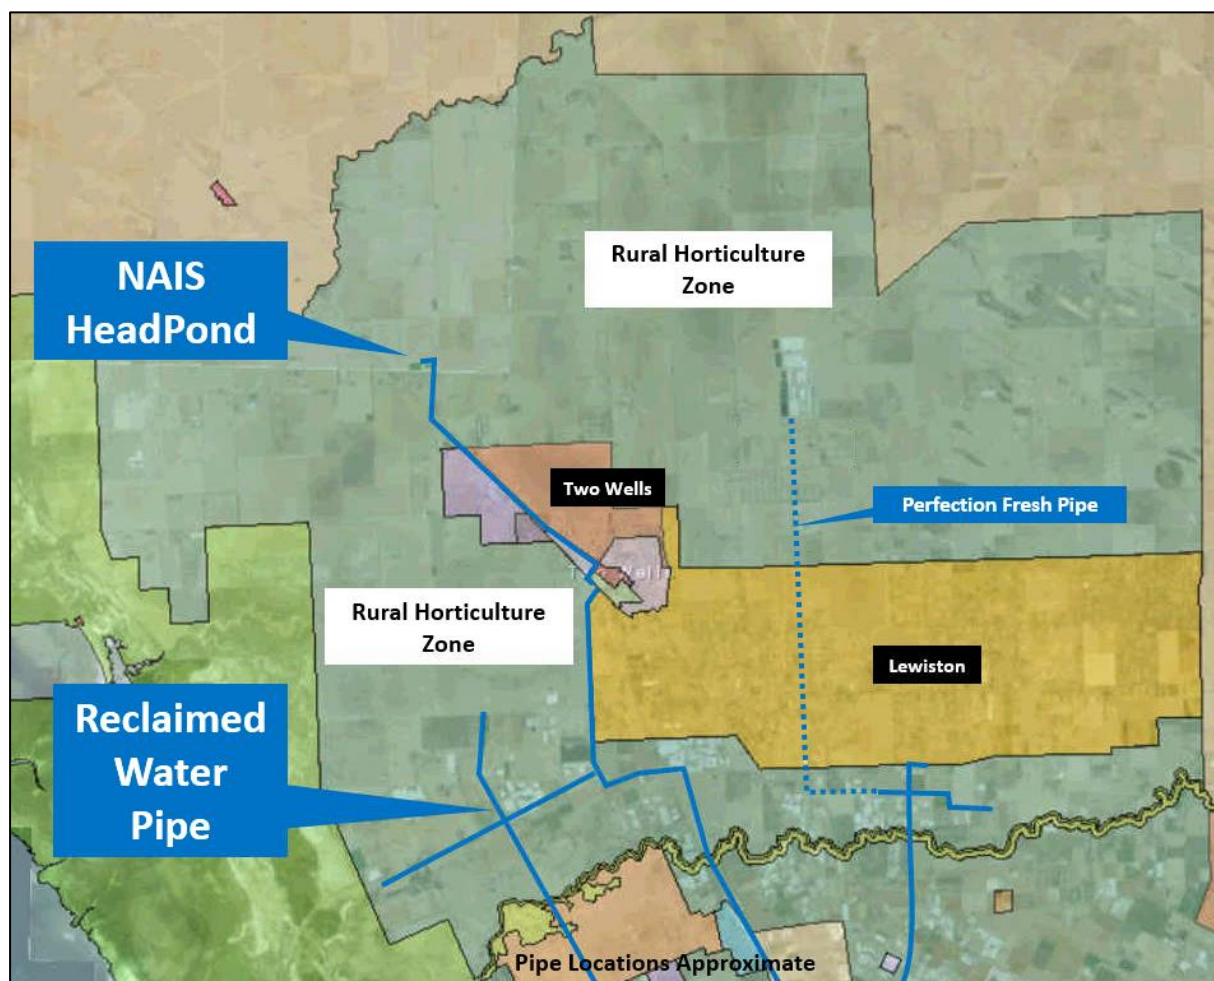 Rural Horticulture
Zone
NAIS
HeadPond
Two Wells
Perfection Fresh Pipe
Rural Horticulture
Zone
Lewiston
Reclaimed
Water
Pipe
Pipe Locations Approximate